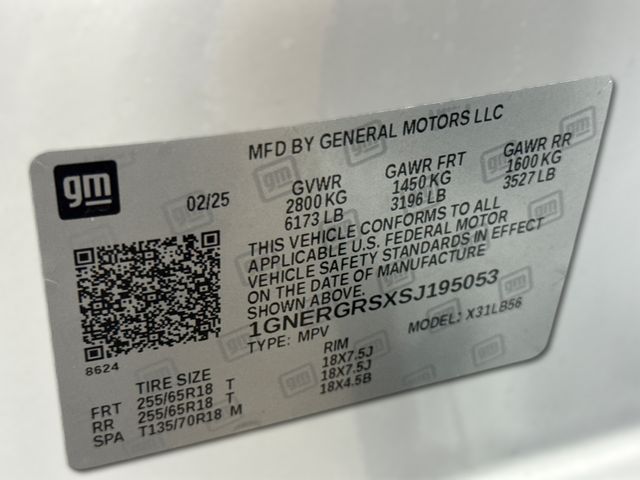 MFD BY GENERAL MOTORS LLC
gm
02/25
GVWR GAWR FRT GAWR RR
2800 KG 1450 KG 1600 KG
6173 LB 3196 LB 3527 LB
THIS VEHICLE CONFORMS TO ALL
APPLICABLE U.S. FEDERAL MOTOR
VEHICLE SAFETY STANDARDS IN EFFECT
ON THE DATE OF MANUFACTURE
SHOWN ABOVE.
1GNERGRSXSJ195053
TYPE: MPV MODEL: X31LB56
8624
TIRE SIZE RIM
FRT 255/65R18 T 18X7.5J
RR 255/65R18 T 18X7.5J
SPA T135/70R18 M 18X4.5B